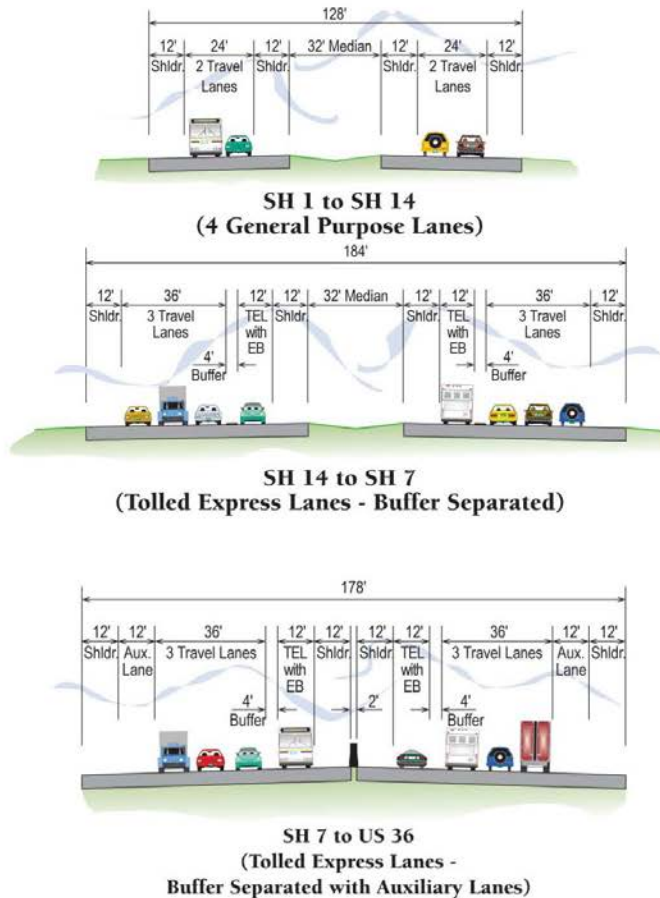 128'
12' 24' 12' 32' Median 12' 24' 12'
Shldr. 2 Travel Lanes Shldr. Shldr. 2 Travel Lanes Shldr.
SH 1 to SH 14
(4 General Purpose Lanes)
184'
12' 36' 12' 12' 32' Median 12' 12' 36' 12'
Shldr. 3 Travel Lanes TEL with EB Shldr. Shldr. TEL with EB 3 Travel Lanes Shldr.
4' Buffer 4' Buffer
SH 14 to SH 7
(Tolled Express Lanes - Buffer Separated)
178'
12' 12' 36' 12' 12' 12' 12' 36' 12' 12'
Shldr. Aux. Lane 3 Travel Lanes TEL with EB Shldr. Shldr. TEL with EB 3 Travel Lanes Aux. Lane Shldr.
4' Buffer 2' 4' Buffer
SH 7 to US 36
(Tolled Express Lanes -
Buffer Separated with Auxiliary Lanes)